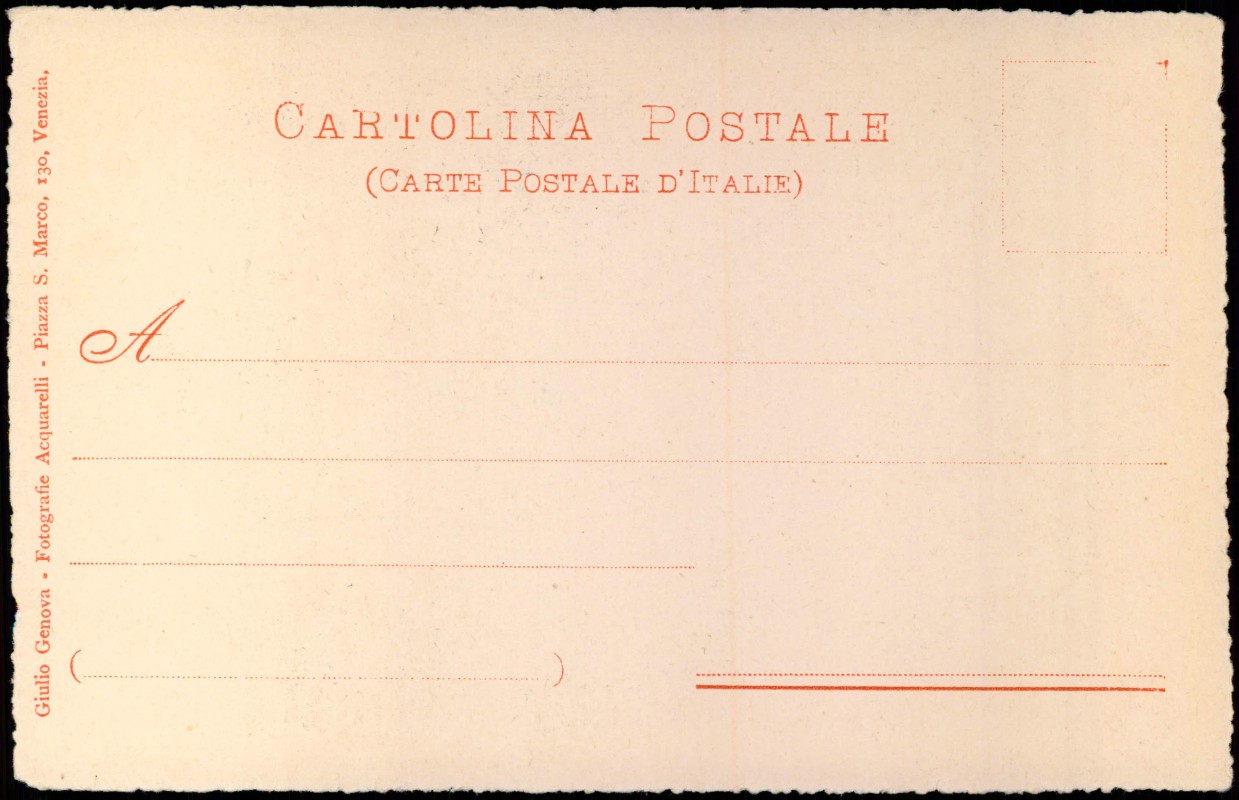 CARTOLINA POSTALE
(CARTE POSTALE D'ITALIE)
A
( )
Giulio Genova - Fotografie Acquarelli - Piazza S. Marco, 130, Venezia,